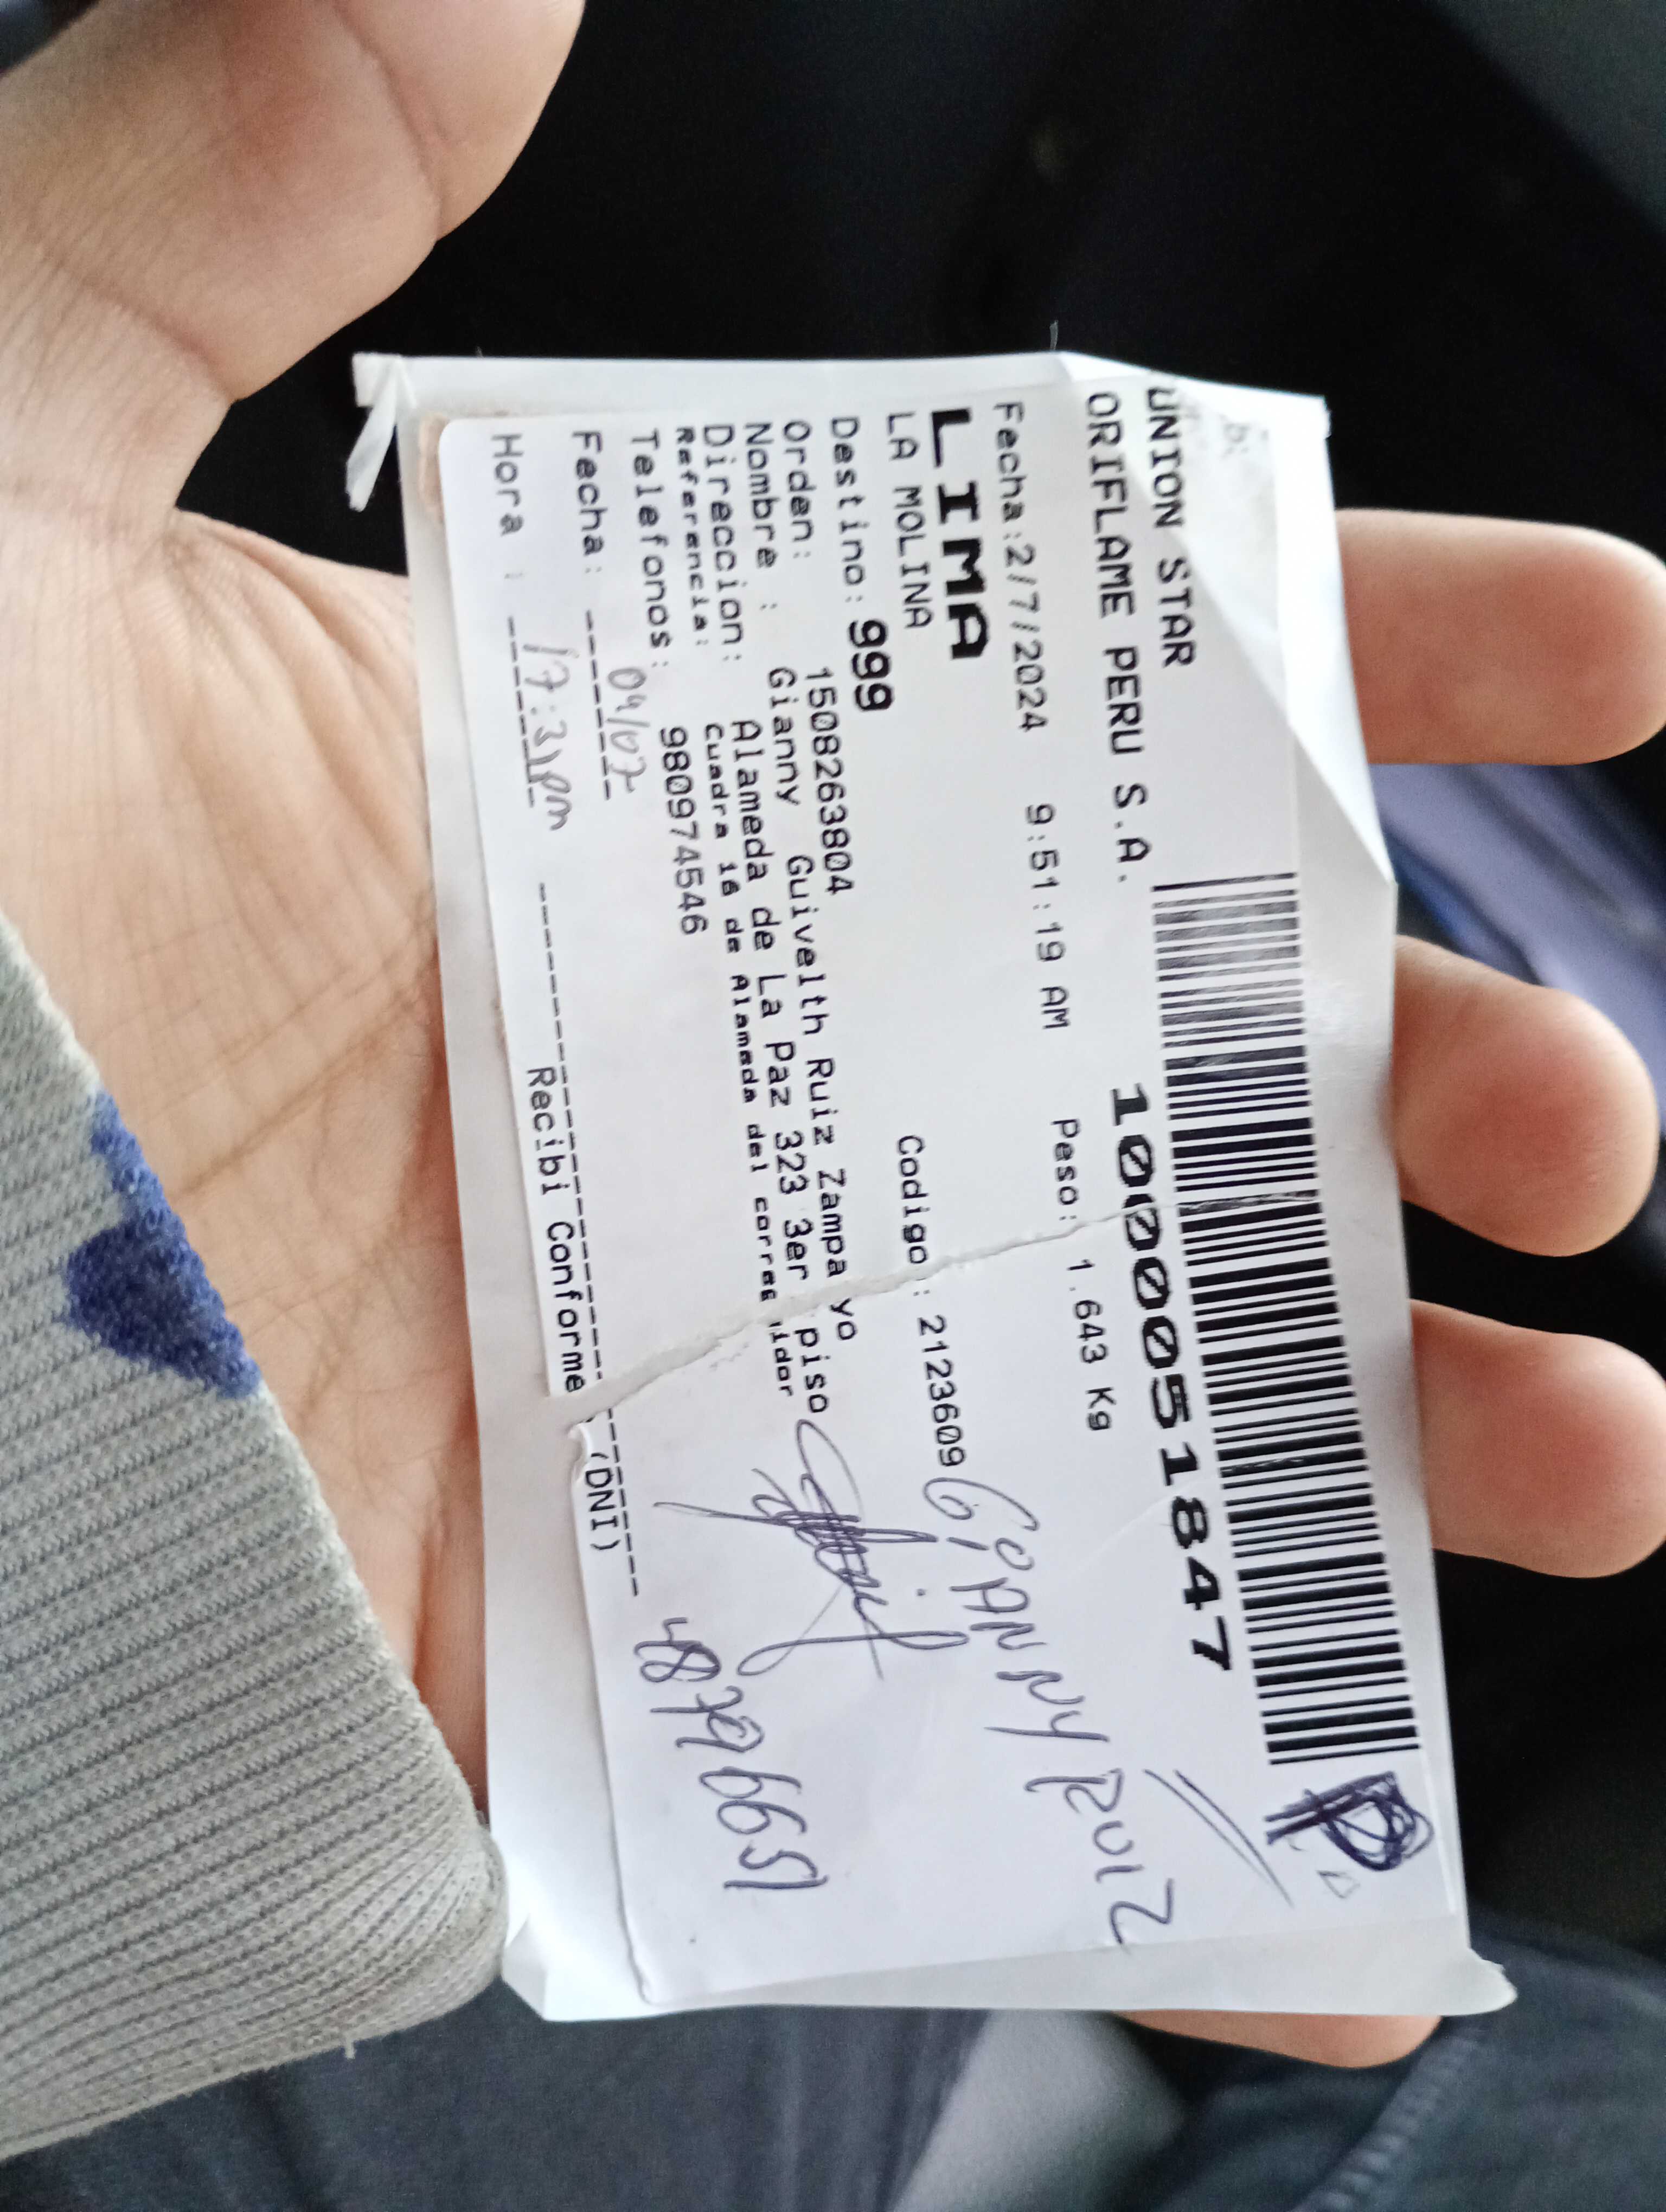 UNION STAR
ORIFLAME PERU S.A.
10000051847
P
Fecha:2/7/2024 9:51:19 AM Peso: 1.643 Kg
LIMA
LA MOLINA
Destino: 999 Codigo : 2123609
GIANNY RUIZ
Orden: 1508263804
Nombre : Gianny Guivelth Ruiz Zampayo
Direccion: Alameda de La Paz 323 3er piso
Referencia: Cuadra 16 de Alameda del corregidor
Telefonos: 980974546
Fecha: 04/07
Hora : 17:31pm
48796651
Recibi Conforme (DNI)